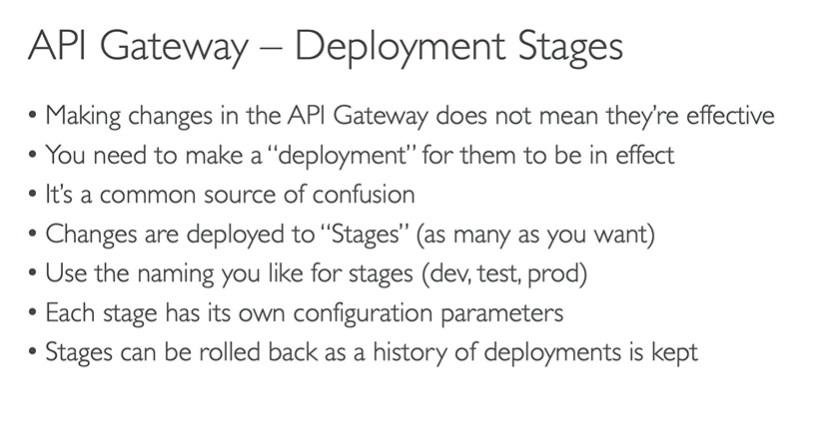 API Gateway – Deployment Stages
• Making changes in the API Gateway does not mean they're effective
• You need to make a “deployment” for them to be in effect
• It's a common source of confusion
• Changes are deployed to “Stages” (as many as you want)
• Use the naming you like for stages (dev, test, prod)
• Each stage has its own configuration parameters
• Stages can be rolled back as a history of deployments is kept